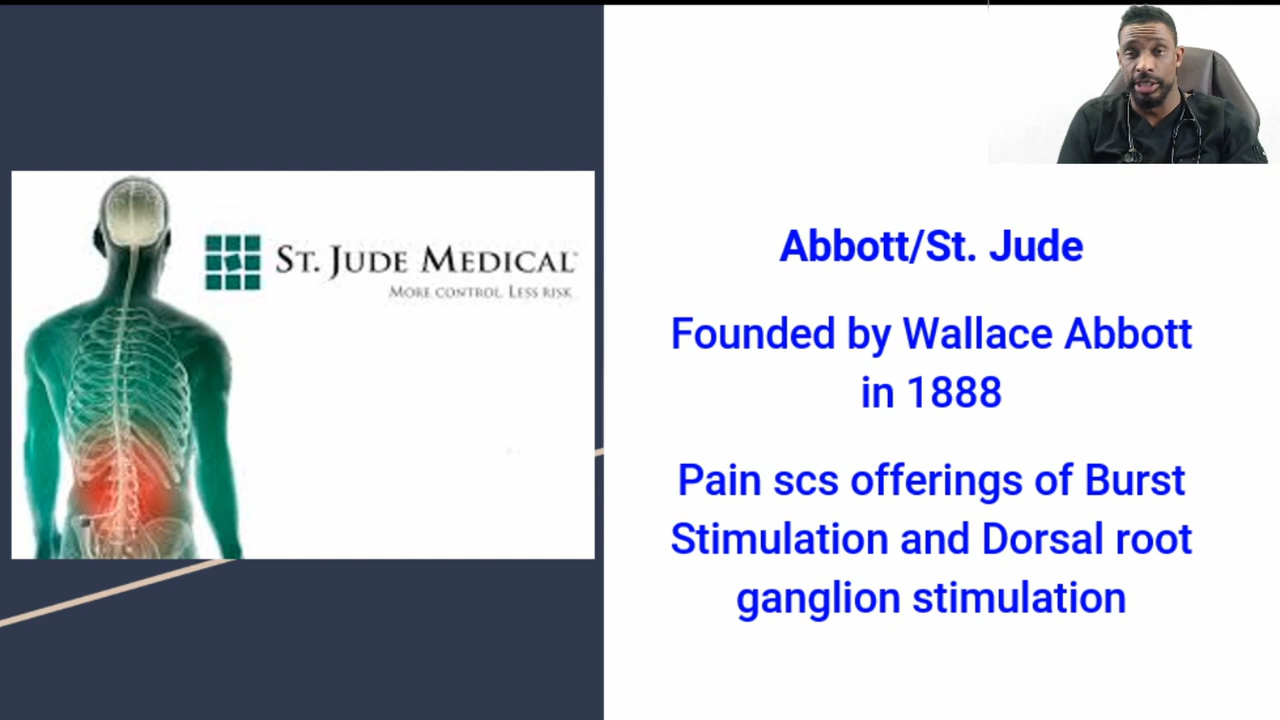 ST. JUDE MEDICAL
MORE CONTROL. LESS RISK.
Abbott/St. Jude
Founded by Wallace Abbott
in 1888
Pain scs offerings of Burst
Stimulation and Dorsal root
ganglion stimulation